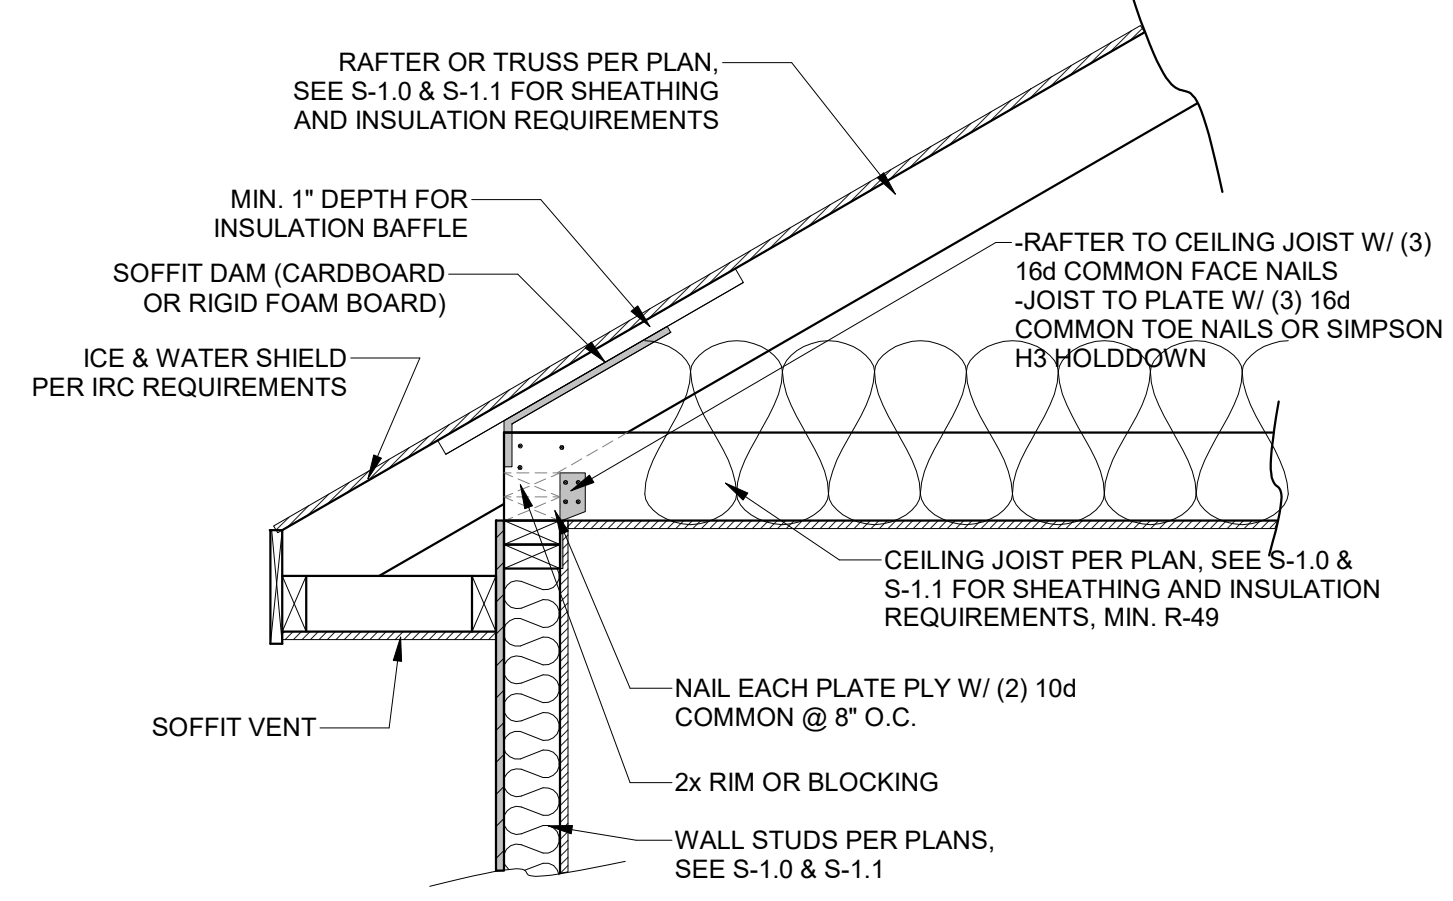 RAFTER OR TRUSS PER PLAN,
SEE S-1.0 & S-1.1 FOR SHEATHING
AND INSULATION REQUIREMENTS
MIN. 1" DEPTH FOR
INSULATION BAFFLE
SOFFIT DAM (CARDBOARD
OR RIGID FOAM BOARD)
ICE & WATER SHIELD
PER IRC REQUIREMENTS
-RAFTER TO CEILING JOIST W/ (3)
16d COMMON FACE NAILS
-JOIST TO PLATE W/ (3) 16d
COMMON TOE NAILS OR SIMPSON
H3 HOLDDOWN
CEILING JOIST PER PLAN, SEE S-1.0 &
S-1.1 FOR SHEATHING AND INSULATION
REQUIREMENTS, MIN. R-49
NAIL EACH PLATE PLY W/ (2) 10d
COMMON @ 8" O.C.
SOFFIT VENT
2x RIM OR BLOCKING
WALL STUDS PER PLANS,
SEE S-1.0 & S-1.1